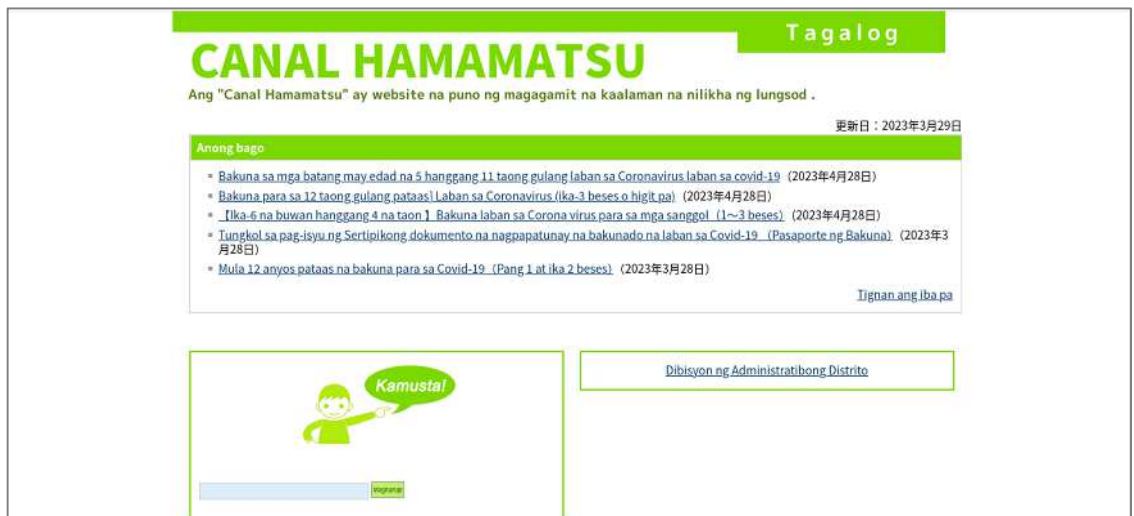 Tagalog
CANAL HAMAMATSU
Ang "Canal Hamamatsu" ay website na puno ng magagamit na kaalaman na nilikha ng lungsod .
更新日：2023年3月29日
Anong bago
Bakuna sa mga batang may edad na 5 hanggang 11 taong gulang laban sa Coronavirus laban sa covid-19（2023年4月28日）
Bakuna para sa 12 taong gulang pataas] Laban sa Coronavirus (ika-3 beses o higit pa)（2023年4月28日）
【Ika-6 na buwan hanggang 4 na taon 】Bakuna laban sa Corona virus para sa mga sanggol（1～3 beses）（2023年4月28日）
Tungkol sa pag-isyu ng Sertipikong dokumento na nagpapatunay na bakunado na laban sa Covid-19 （Pasaporte ng Bakuna）（2023年3
月28日）
Mula 12 anyos pataas na bakuna para sa Covid-19（Pang 1 at ika 2 beses）（2023年3月28日）
Tignan ang iba pa
Kamusta!
Dibisyon ng Administratibong Distrito